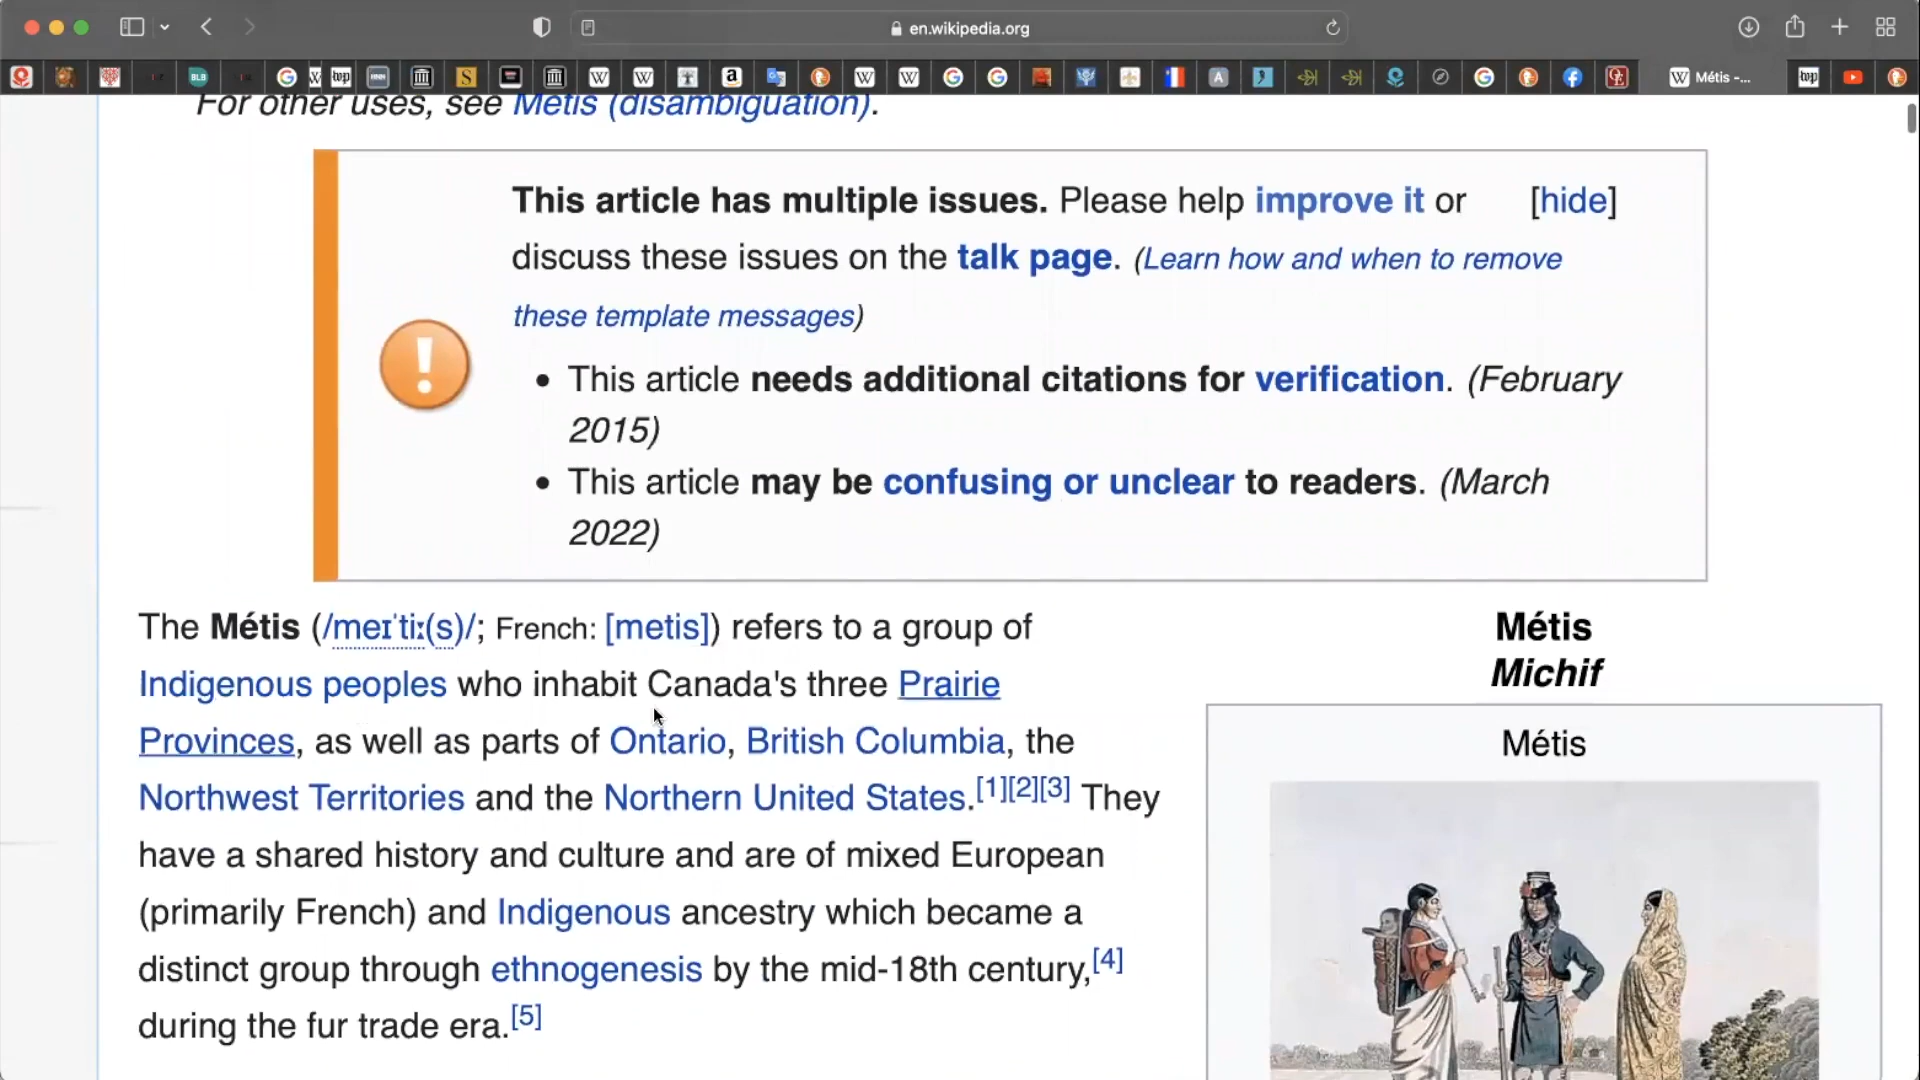 en.wikipedia.org
Métis -...
For other uses, see Métis (disambiguation).
This article has multiple issues. Please help improve it or [hide]
discuss these issues on the talk page. (Learn how and when to remove
these template messages)
• This article needs additional citations for verification. (February
2015)
• This article may be confusing or unclear to readers. (March
2022)
The Métis (/meɪˈtiː(s)/; French: [metis]) refers to a group of
Indigenous peoples who inhabit Canada's three Prairie
Provinces, as well as parts of Ontario, British Columbia, the
Northwest Territories and the Northern United States.[1][2][3] They
have a shared history and culture and are of mixed European
(primarily French) and Indigenous ancestry which became a
distinct group through ethnogenesis by the mid-18th century,[4]
during the fur trade era.[5]
Métis
Michif
Métis